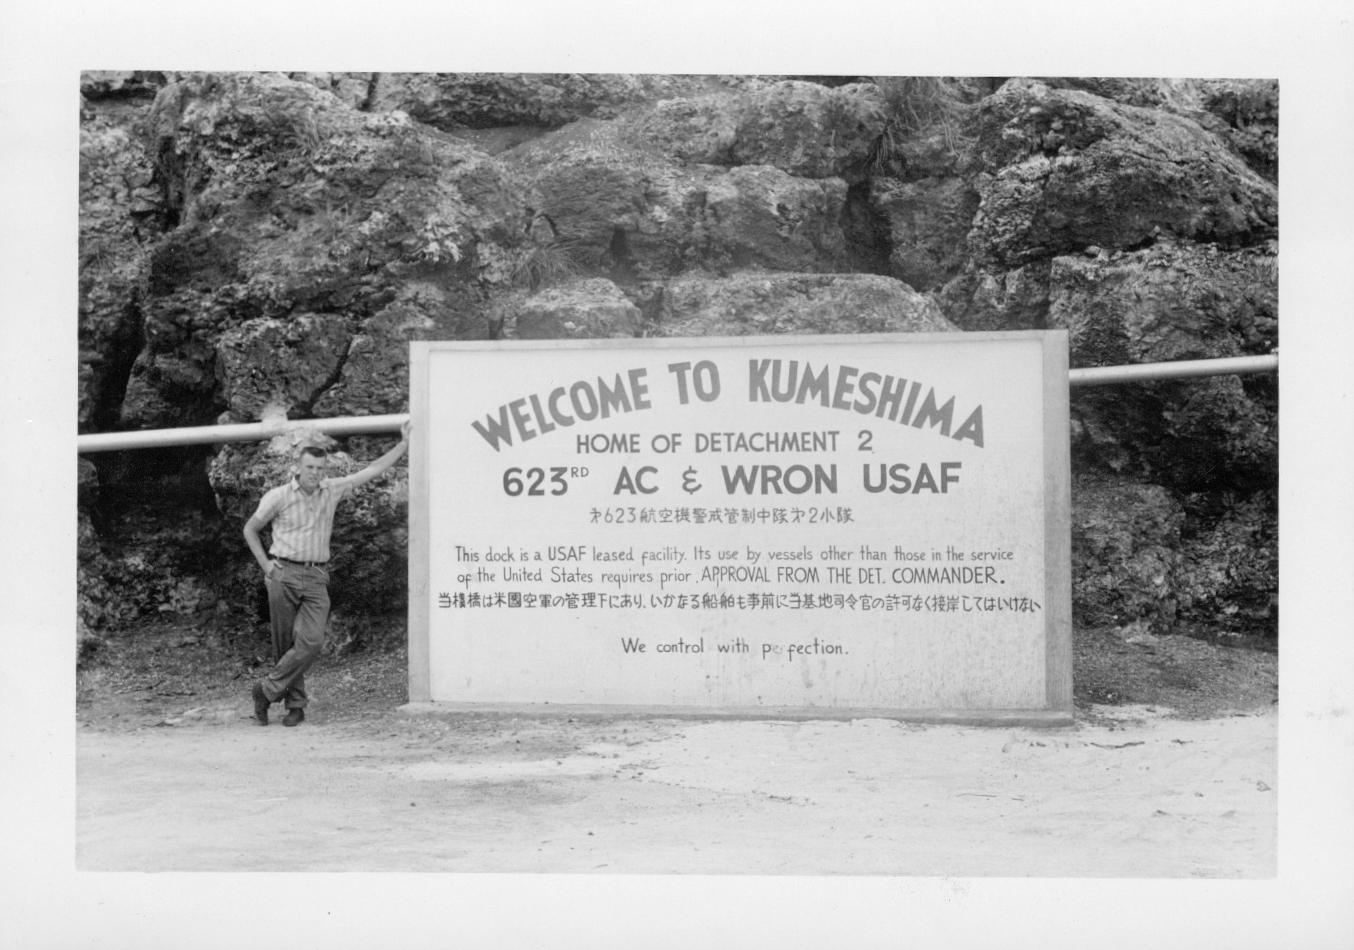 WELCOME TO KUMESHIMA
HOME OF DETACHMENT 2
623RD AC & WRON USAF
才623航空機警戒管制中隊才2小隊
This dock is a USAF leased facility. Its use by vessels other than those in the service
of the United States requires prior APPROVAL FROM THE DET. COMMANDER.
当棧橋は米國空軍の管理下にあり、いかなる船舶も事前に当基地司令官の許可なく接岸してはいけない
We control with pe fection.